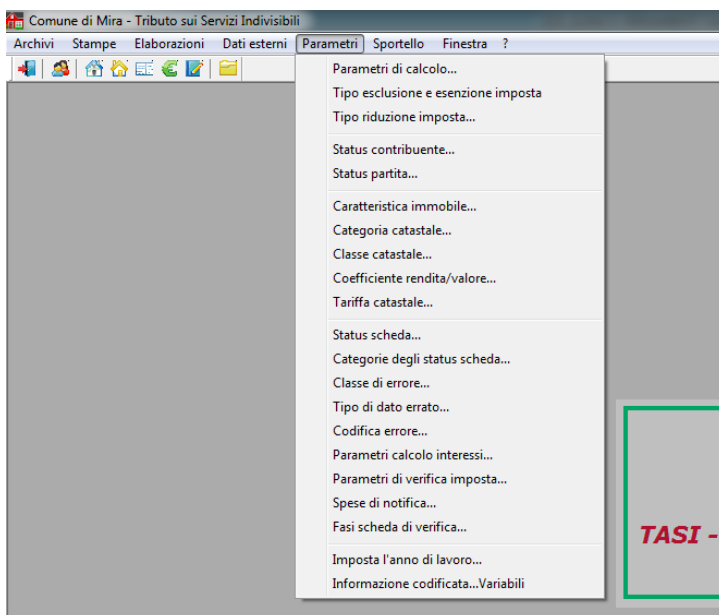 Comune di Mira - Tributo sui Servizi Indivisibili
Archivi Stampe Elaborazioni Dati esterni Parametri Sportello Finestra ?
Parametri di calcolo...
Tipo esclusione e esenzione imposta
Tipo riduzione imposta...
Status contribuente...
Status partita...
Caratteristica immobile...
Categoria catastale...
Classe catastale...
Coefficiente rendita/valore...
Tariffa catastale...
Status scheda...
Categorie degli status scheda...
Classe di errore...
Tipo di dato errato...
Codifica errore...
Parametri calcolo interessi...
Parametri di verifica imposta...
Spese di notifica...
Fasi scheda di verifica...
TASI -
Imposta l'anno di lavoro...
Informazione codificata...Variabili